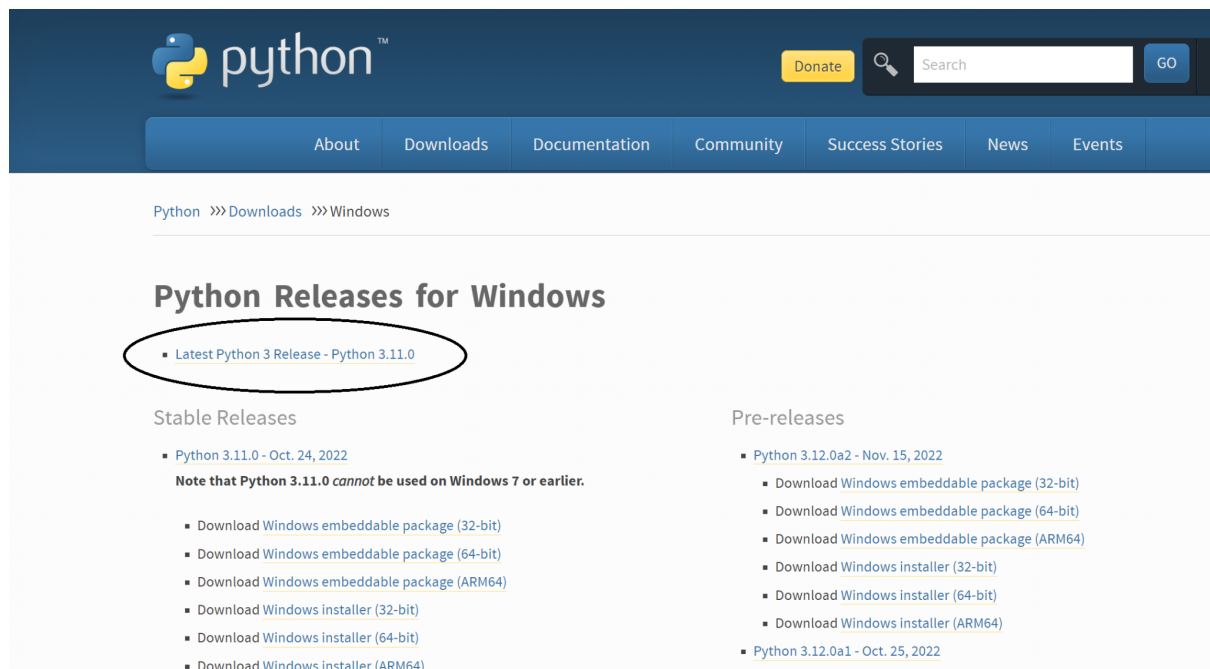 python™
Donate
Search
GO
About Downloads Documentation Community Success Stories News Events
Python >>> Downloads >>> Windows
Python Releases for Windows
Latest Python 3 Release - Python 3.11.0
Stable Releases
Python 3.11.0 - Oct. 24, 2022
Note that Python 3.11.0 cannot be used on Windows 7 or earlier.
Download Windows embeddable package (32-bit)
Download Windows embeddable package (64-bit)
Download Windows embeddable package (ARM64)
Download Windows installer (32-bit)
Download Windows installer (64-bit)
Download Windows installer (ARM64)
Pre-releases
Python 3.12.0a2 - Nov. 15, 2022
Download Windows embeddable package (32-bit)
Download Windows embeddable package (64-bit)
Download Windows embeddable package (ARM64)
Download Windows installer (32-bit)
Download Windows installer (64-bit)
Download Windows installer (ARM64)
Python 3.12.0a1 - Oct. 25, 2022